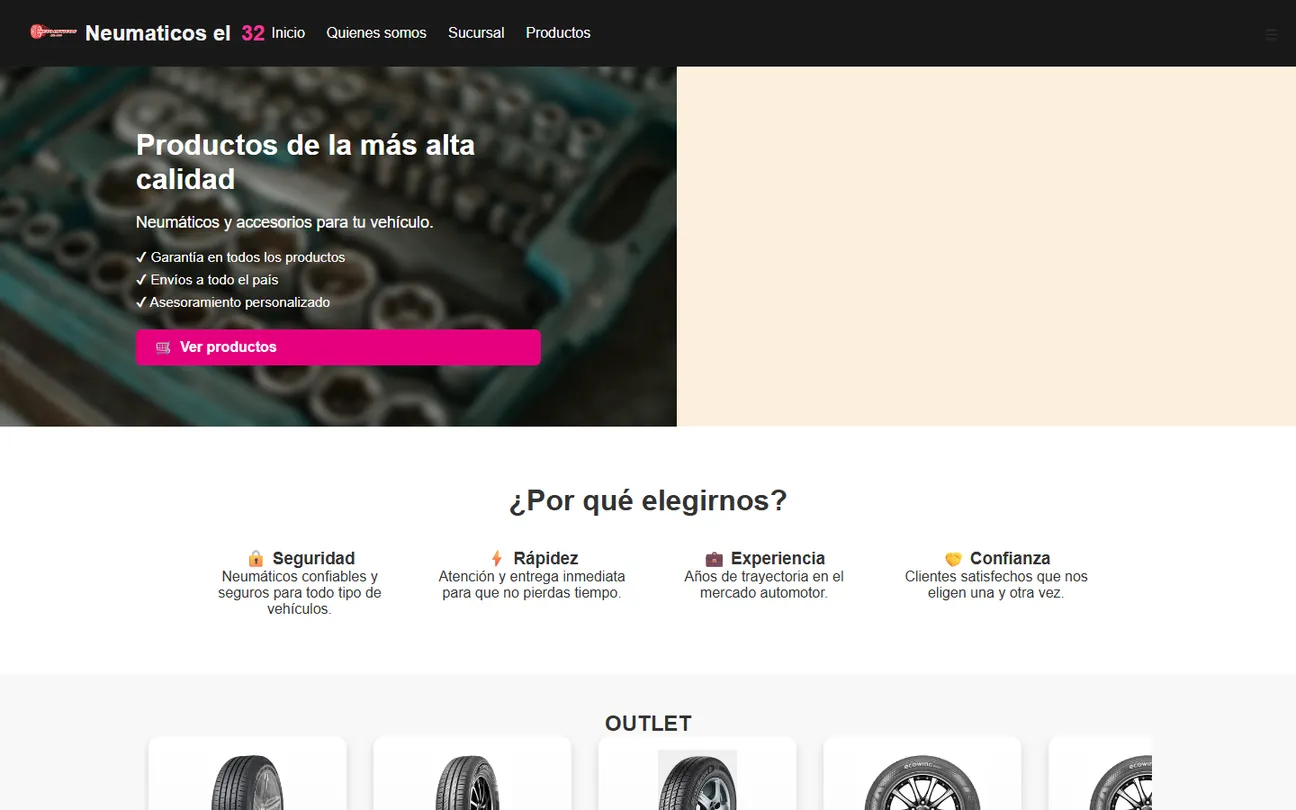 Neumaticos el 32 Inicio Quienes somos Sucursal Productos
Productos de la más alta
calidad
Neumáticos y accesorios para tu vehículo.
✓ Garantía en todos los productos
✓ Envíos a todo el país
✓ Asesoramiento personalizado
Ver productos
¿Por qué elegirnos?
Seguridad
Neumáticos confiables y
seguros para todo tipo de
vehículos.
Rápidez
Atención y entrega inmediata
para que no pierdas tiempo.
Experiencia
Años de trayectoria en el
mercado automotor.
Confianza
Clientes satisfechos que nos
eligen una y otra vez.
OUTLET
ecowing
ecowing